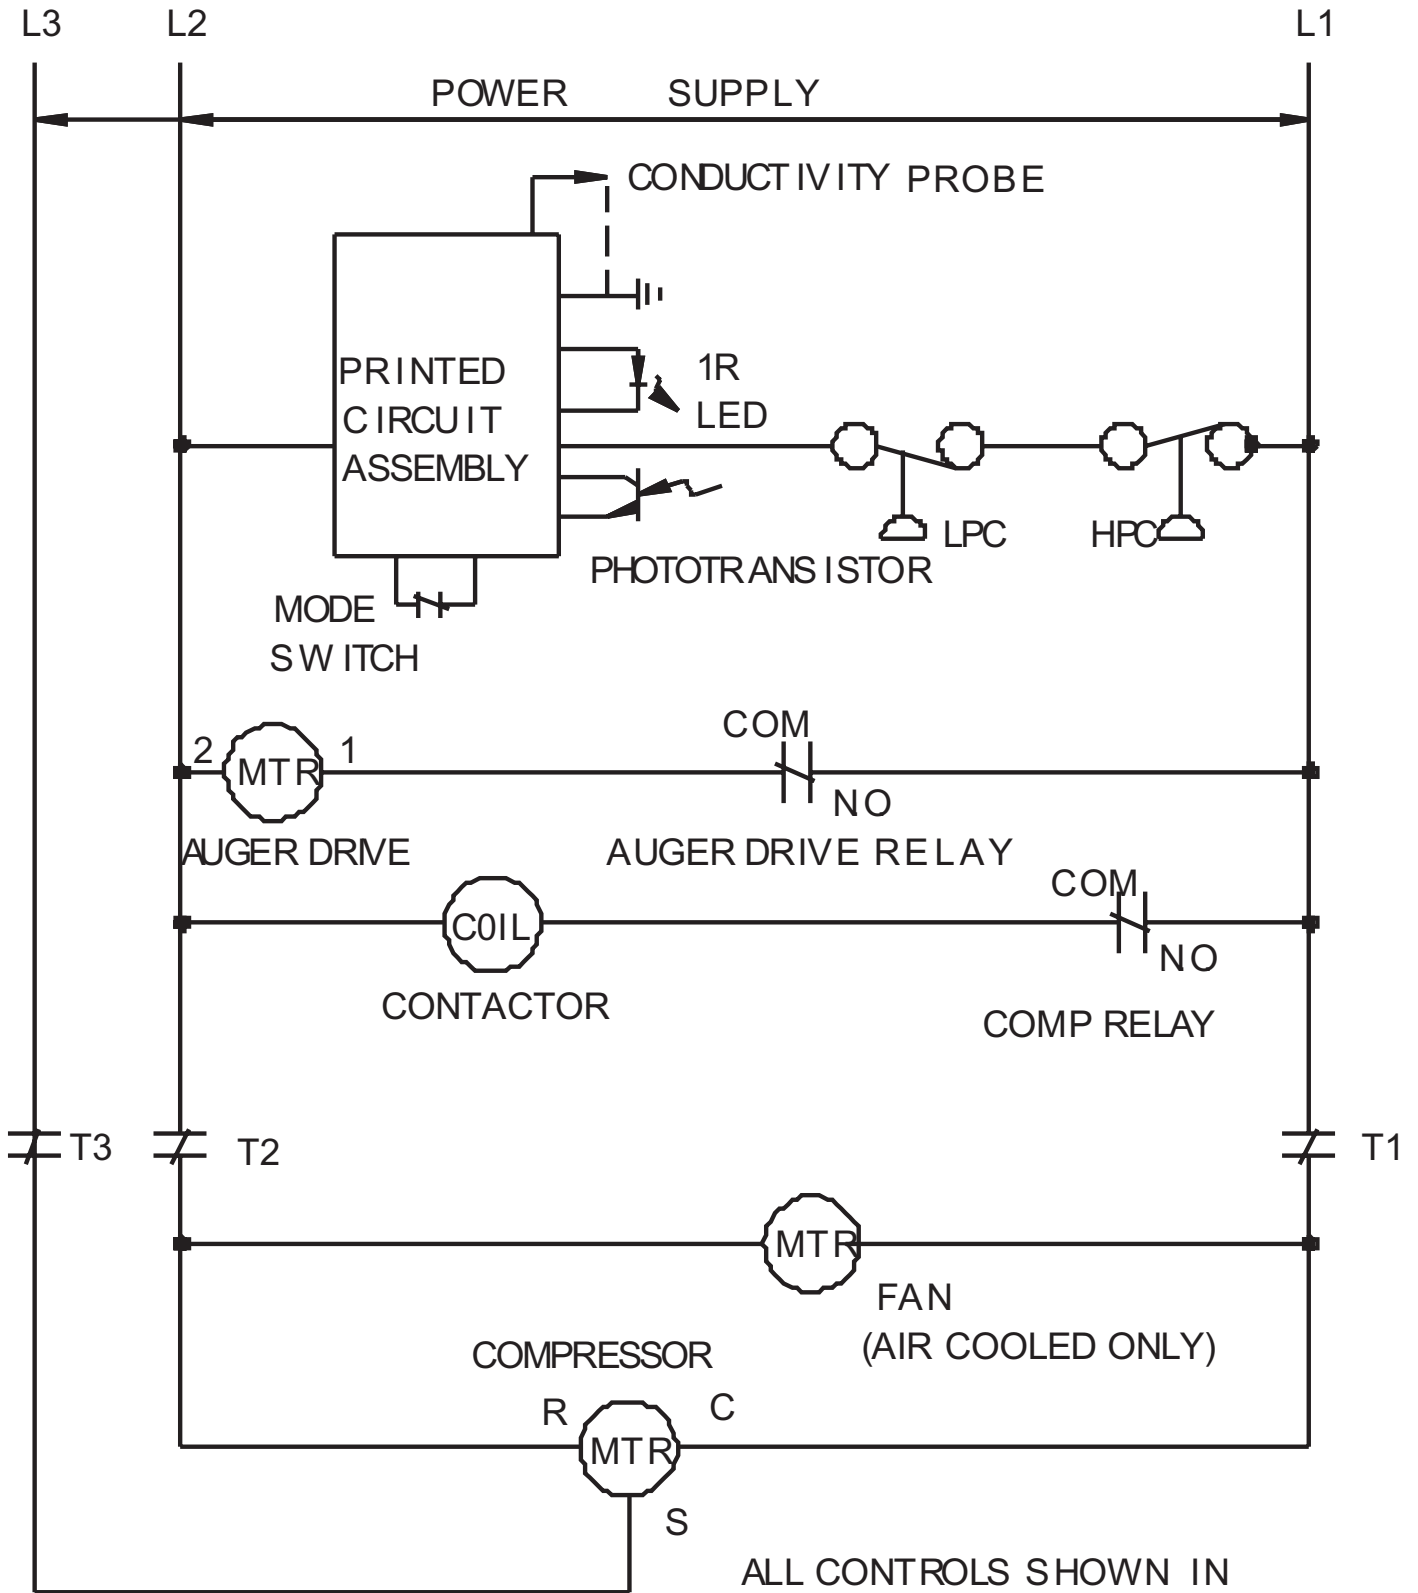 L3
L2
L1
POWER SUPPLY
CONDUCTIVITY PROBE
PRINTED
CIRCUIT
ASSEMBLY
1R
LED
LPC
HPC
PHOTOTRANSISTOR
MODE
SWITCH
COM
2
MTR
1
NO
AUGER DRIVE
AUGER DRIVE RELAY
COM
C0IL
NO
CONTACTOR
COMP RELAY
T3
T2
T1
MTR
FAN
(AIR COOLED ONLY)
COMPRESSOR
R
C
MTR
S
ALL CONTROLS SHOWN IN